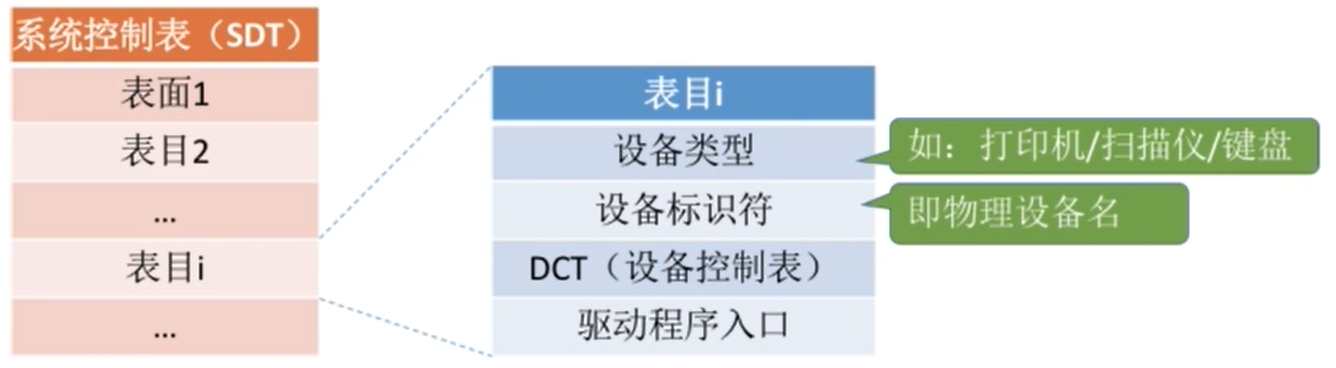 系统控制表（SDT）
表面1
表目2
...
表目i
...
表目i
设备类型
设备标识符
DCT（设备控制表）
驱动程序入口
如：打印机/扫描仪/键盘
即物理设备名